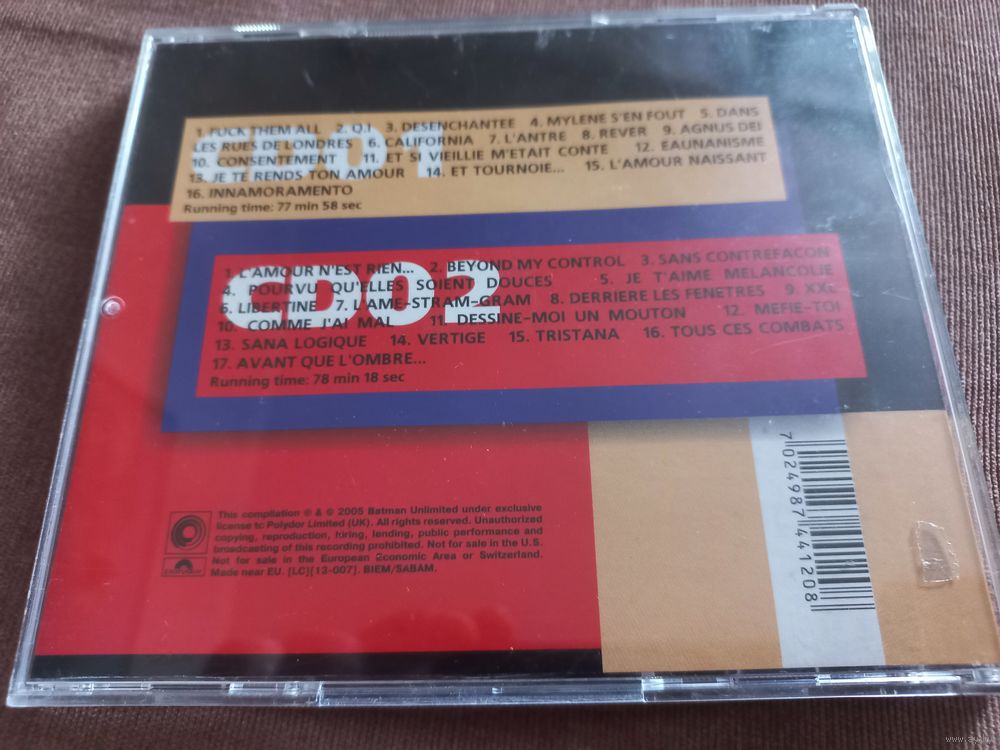 CD01
1. FUCK THEM ALL 2. Q.I 3. DESENCHANTEE 4. MYLENE S'EN FOUT 5. DANS
LES RUES DE LONDRES 6. CALIFORNIA 7. L'ANTRE 8. REVER 9. AGNUS DEI
10. CONSENTEMENT 11. ET SI VIEILLIE M'ETAIT CONTE 12. EAUNANISME
13. JE TE RENDS TON AMOUR 14. ET TOURNOIE... 15. L'AMOUR NAISSANT
16. INNAMORAMENTO
Running time: 77 min 58 sec
CD02
1. L'AMOUR N'EST RIEN... 2. BEYOND MY CONTROL 3. SANS CONTREFACON
4. POURVU QU'ELLES SOIENT DOUCES 5. JE T'AIME MELANCOLIE
6. LIBERTINE 7. L'AME-STRAM-GRAM 8. DERRIERE LES FENETRES 9. XXL
10. COMME J'AI MAL 11. DESSINE-MOI UN MOUTON 12. MEFIE-TOI
13. SANA LOGIQUE 14. VERTIGE 15. TRISTANA 16. TOUS CES COMBATS
17. AVANT QUE L'OMBRE...
Running time: 78 min 18 sec
This compilation ℗ & © 2005 Batman Unlimited under exclusive
license to Polydor Limited (UK). All rights reserved. Unauthorized
copying, reproduction, hiring, lending, public performance and
broadcasting of this recording prohibited. Not for sale in the U.S.
Not for sale in the European Economic Area or Switzerland.
Made near EU. [LC][13-007]. BIEM/SABAM.
7 024987 441208